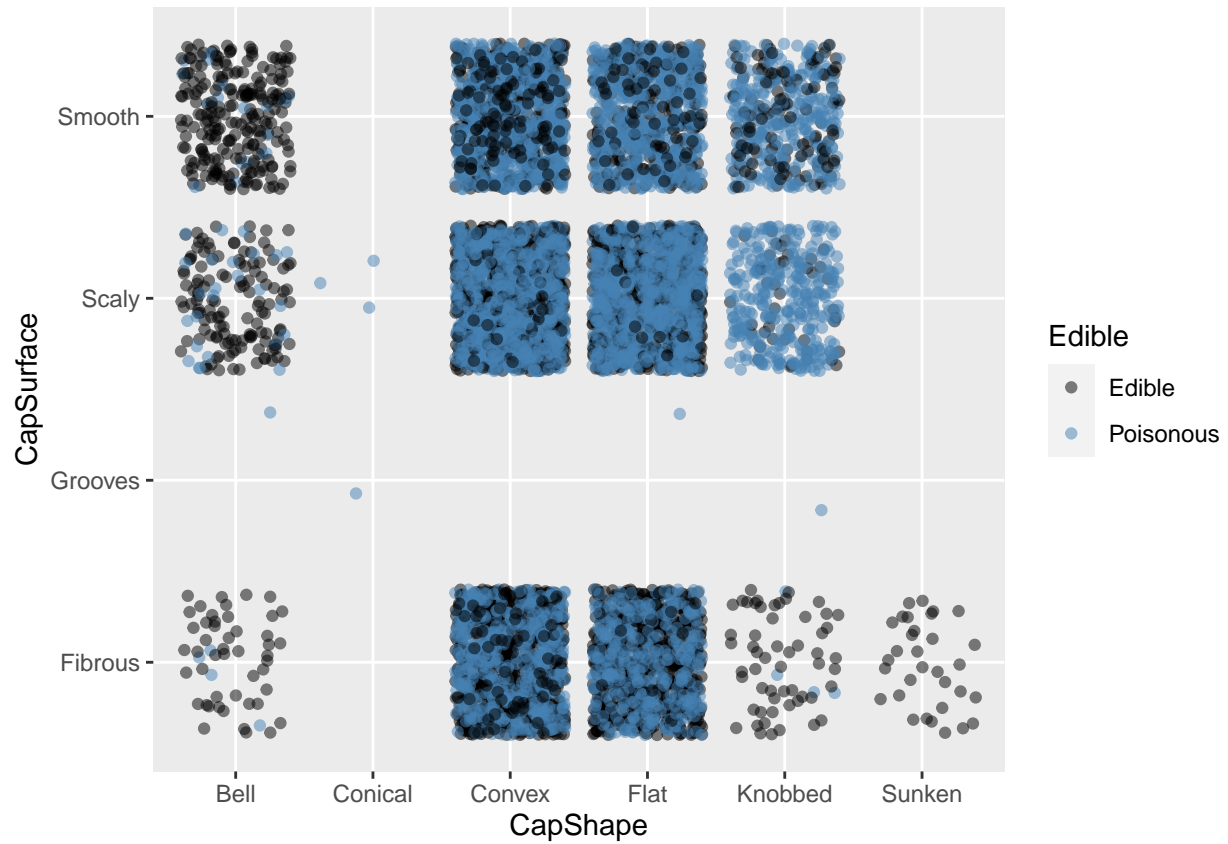 Smooth
Scaly
Grooves
Fibrous
CapSurface
Bell
Conical
Convex
Flat
Knobbed
Sunken
CapShape
Edible
Edible
Poisonous